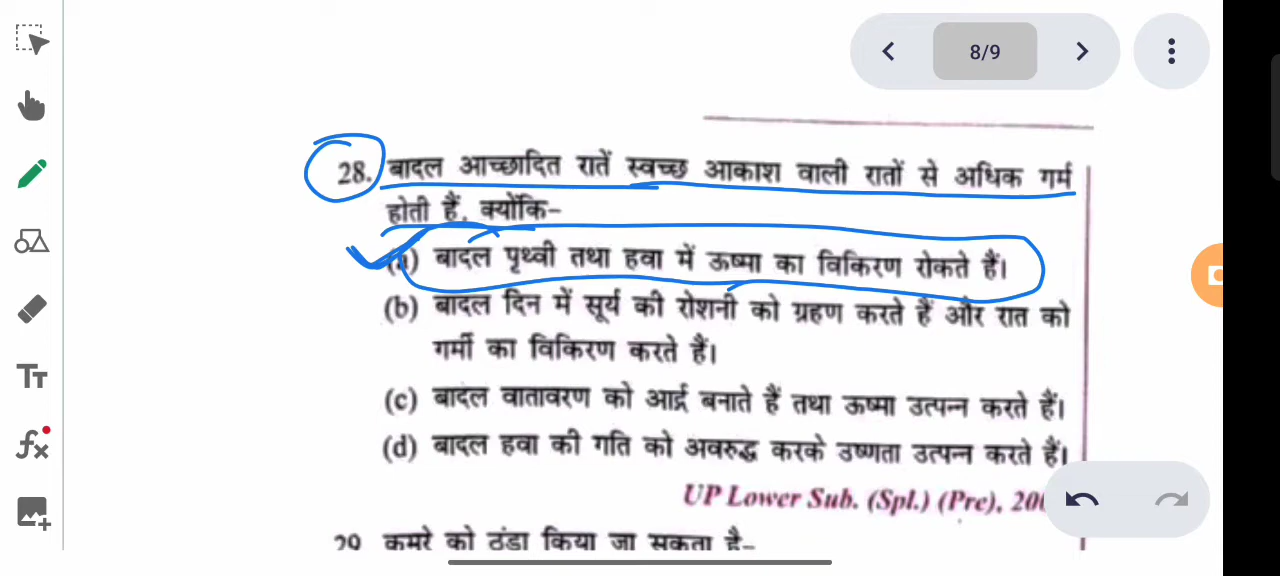 8/9
28. बादल आच्छादित रातें स्वच्छ आकाश वाली रातों से अधिक गर्म
होती हैं, क्योंकि–
(a) बादल पृथ्वी तथा हवा में ऊष्मा का विकिरण रोकते हैं।
(b) बादल दिन में सूर्य की रोशनी को ग्रहण करते हैं और रात को
गर्मी का विकिरण करते हैं।
(c) बादल वातावरण को आर्द्र बनाते हैं तथा ऊष्मा उत्पन्न करते हैं।
(d) बादल हवा की गति को अवरुद्ध करके उष्णता उत्पन्न करते हैं।
UP Lower Sub. (Spl.) (Pre).
29 कमरे को ठंडा किया जा सकता है–
Tт
fx